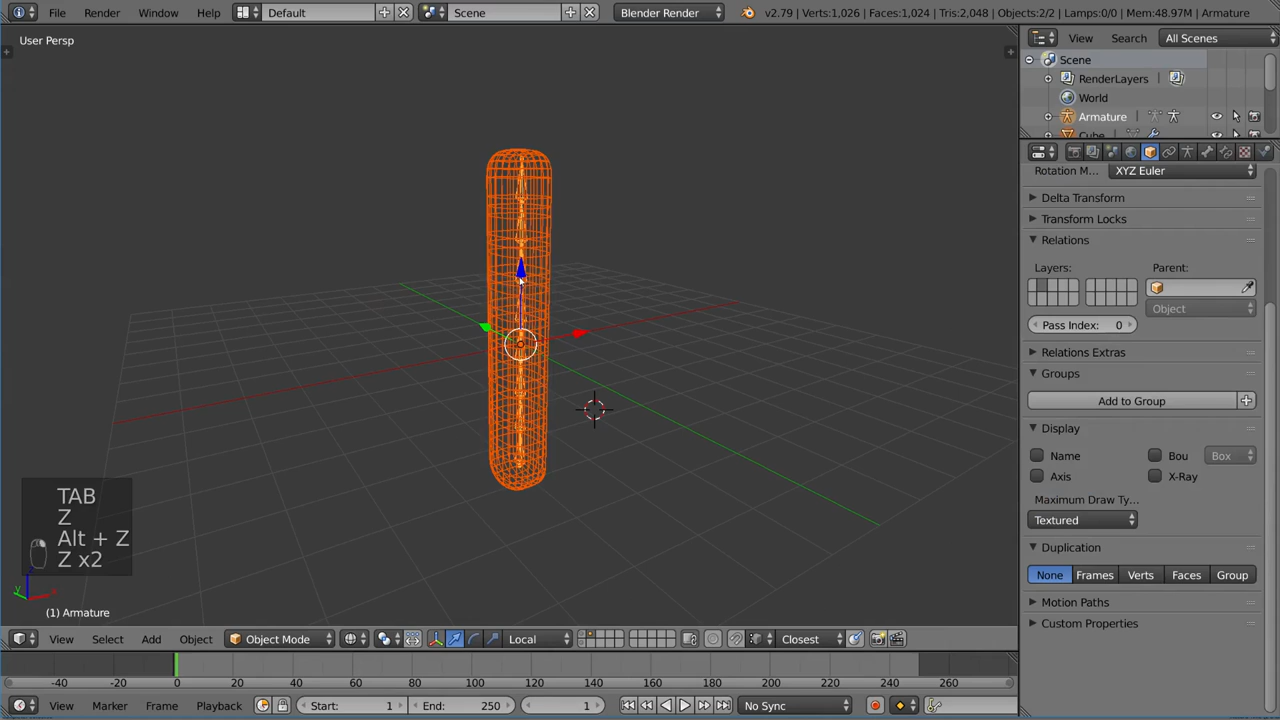 File Render Window Help Default Scene Blender Render v2.79 | Verts:1,026 | Faces:1,024 | Tris:2,048 | Objects:2/2 | Lamps:0/0 | Mem:48.97M | Armature
User Persp
View Search All Scenes
Scene
RenderLayers
World
Armature
Cube
Rotation M... XYZ Euler
Delta Transform
Transform Locks
Relations
Layers: Parent:
Object
Pass Index: 0
Relations Extras
Groups
Add to Group
Display
Name Bou Box
Axis X-Ray
Maximum Draw Ty...
Textured
Duplication
None Frames Verts Faces Group
Motion Paths
Custom Properties
TAB
Z
Alt + Z
Z x2
(1) Armature
View Select Add Object Object Mode Local Closest
-40 -20 0 20 40 60 80 100 120 140 160 180 200 220 240 260
View Marker Frame Playback Start: 1 End: 250 1 No Sync